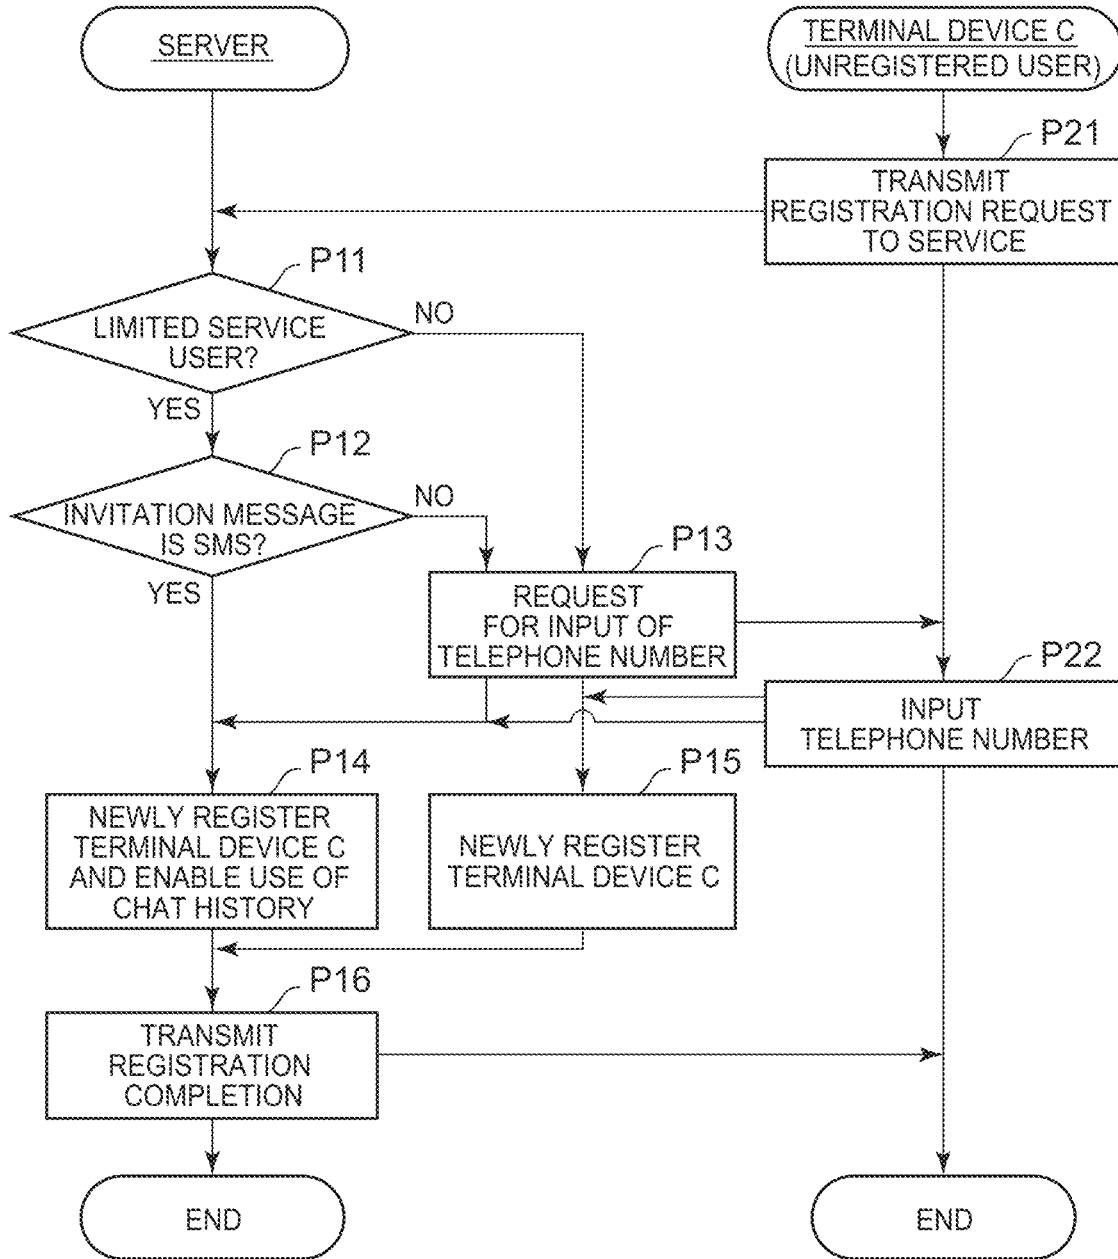 SERVER
TERMINAL DEVICE C
(UNREGISTERED USER)
P21
TRANSMIT
REGISTRATION REQUEST
TO SERVICE
P11
LIMITED SERVICE
USER?
NO
YES
P12
INVITATION MESSAGE
IS SMS?
NO
YES
P13
REQUEST
FOR INPUT OF
TELEPHONE NUMBER
P22
INPUT
TELEPHONE NUMBER
P14
NEWLY REGISTER
TERMINAL DEVICE C
AND ENABLE USE OF
CHAT HISTORY
P15
NEWLY REGISTER
TERMINAL DEVICE C
P16
TRANSMIT
REGISTRATION
COMPLETION
END
END